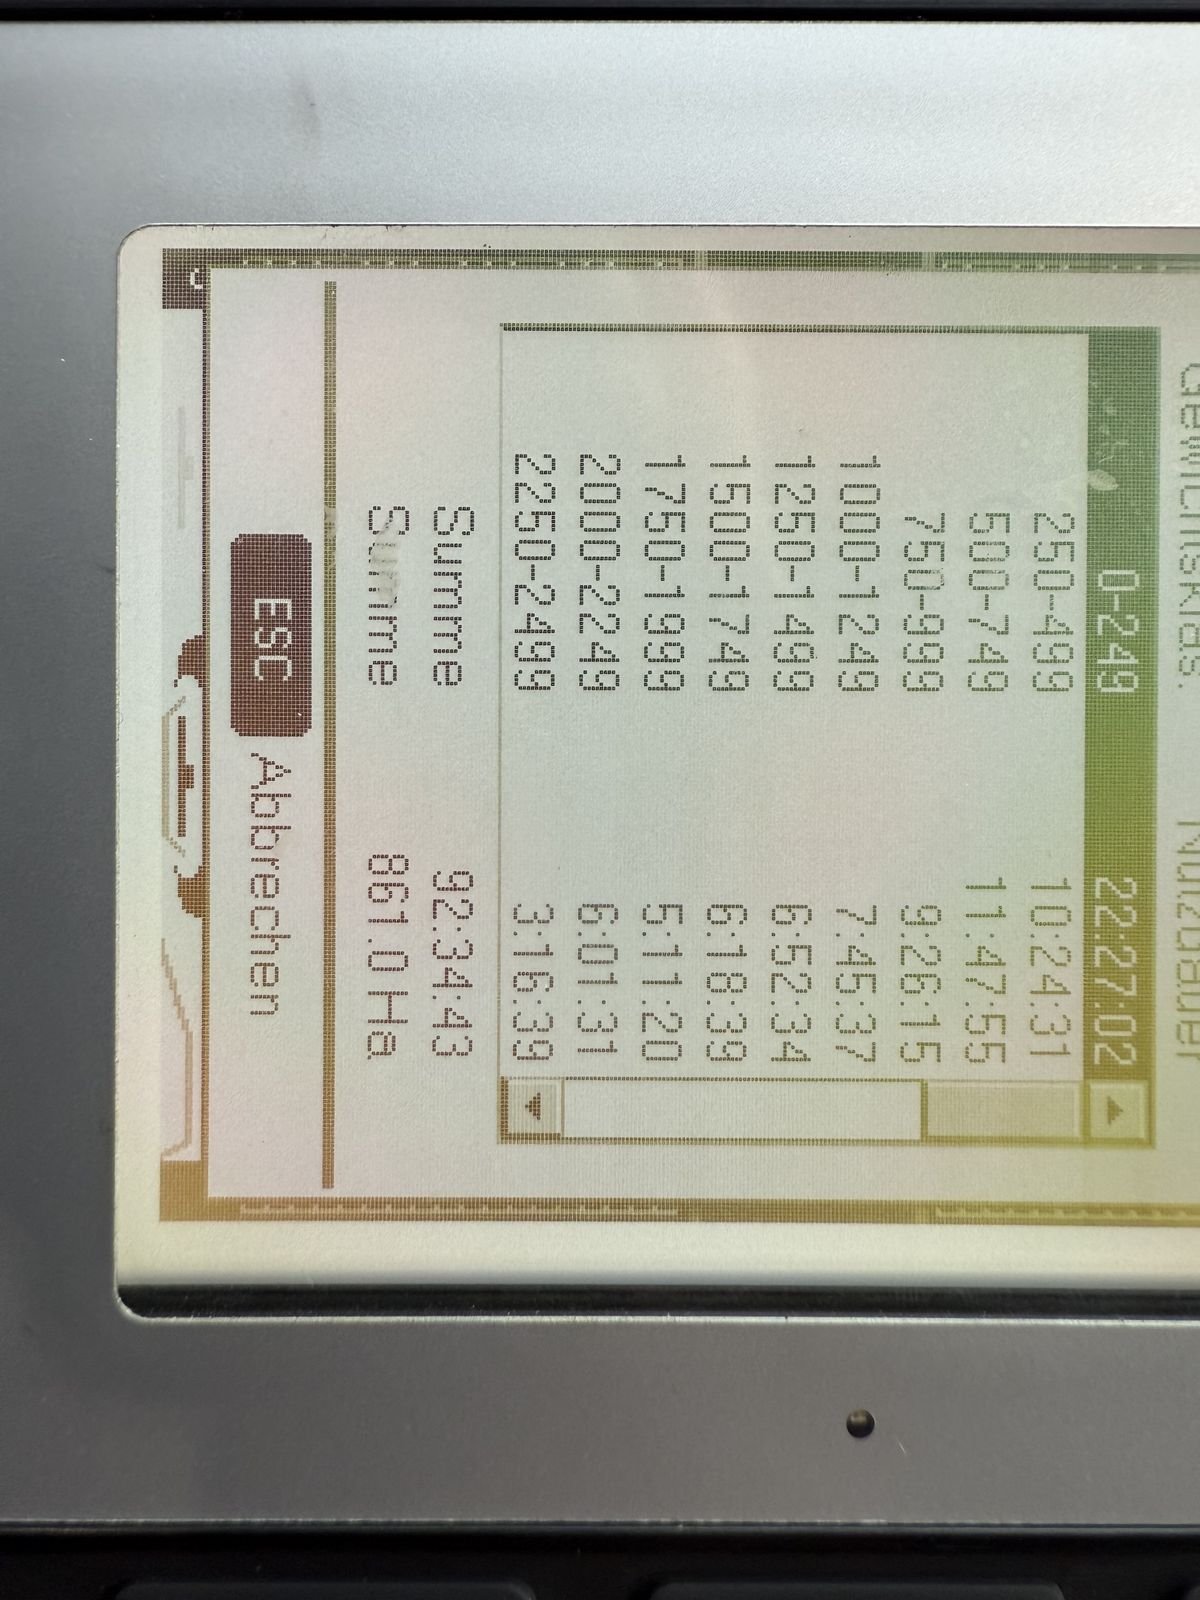 Gewichtsklas. Nutzdauer
0-249 22:27.02
250-499 10:24:31
500-749 11:47:55
750-999 9:26:15
1000-1249 7:45:37
1250-1499 6:52:34
1500-1749 6:18:39
1750-1999 5:11:20
2000-2249 6:01:31
2250-2499 3:16:39
Summe 92:34:43
Summe 861.0 Ha
ESC Abbrechen